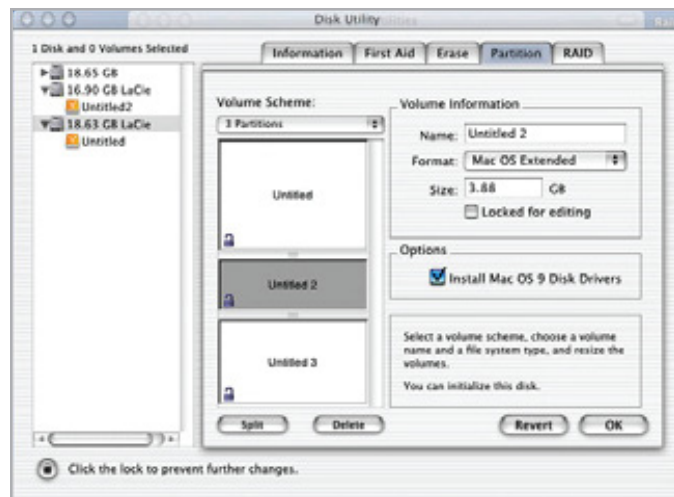 Disk Utility
1 Disk and 0 Volumes Selected
18.65 GB
16.90 GB LaCie
Untitled2
18.63 GB LaCie
Untitled
Information
First Aid
Erase
Partition
RAID
Volume Scheme:
3 Partitions
Untitled
Untitled 2
Untitled 3
Split
Delete
Volume Information
Name: Untitled 2
Format: Mac OS Extended
Size: 3.88 GB
Locked for editing
Options
Install Mac OS 9 Disk Drivers
Select a volume scheme, choose a volume
name and a file system type, and resize the
volumes.
You can initialize this disk.
Revert
OK
Click the lock to prevent further changes.